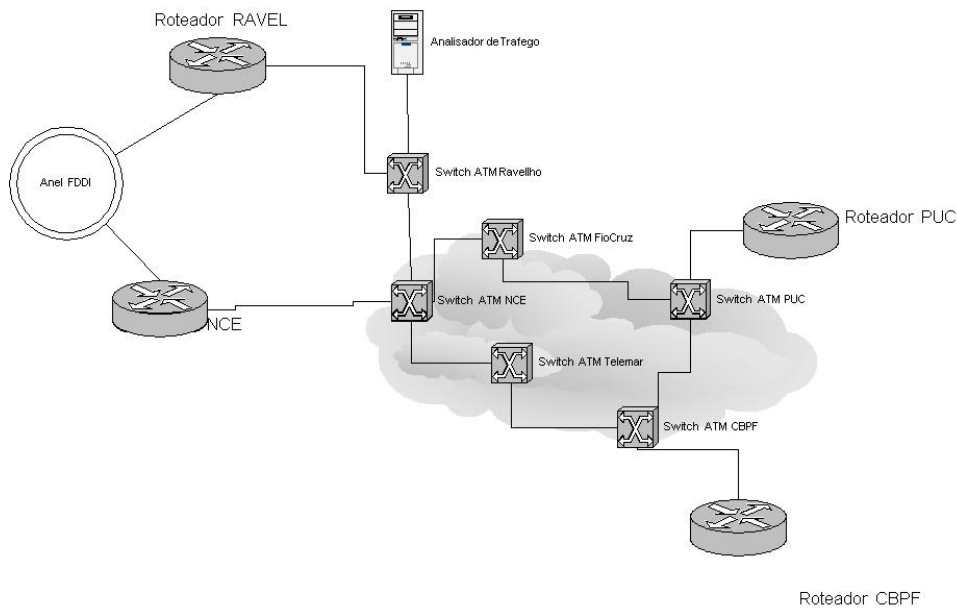 Roteador RAVEL
Analisador de Trafego
Anel FDDI
Switch ATM Ravellho
Roteador PUC
Switch ATM FioCruz
Switch ATM NCE
Switch ATM PUC
NCE
Switch ATM Telemar
Switch ATM CBPF
Roteador CBPF